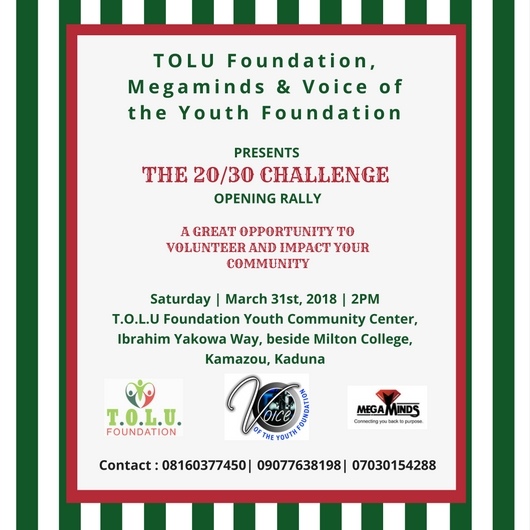 TOLU Foundation,
Megaminds & Voice of
the Youth Foundation
PRESENTS
THE 20/30 CHALLENGE
OPENING RALLY
A GREAT OPPORTUNITY TO
VOLUNTEER AND IMPACT YOUR
COMMUNITY
Saturday | March 31st, 2018 | 2PM
T.O.L.U Foundation Youth Community Center,
Ibrahim Yakowa Way, beside Milton College,
Kamazou, Kaduna
T.O.L.U.
FOUNDATION
Voice
OF THE YOUTH FOUNDATION
MEGAMINDS
Connecting you back to purpose.
Contact : 08160377450| 09077638198| 07030154288